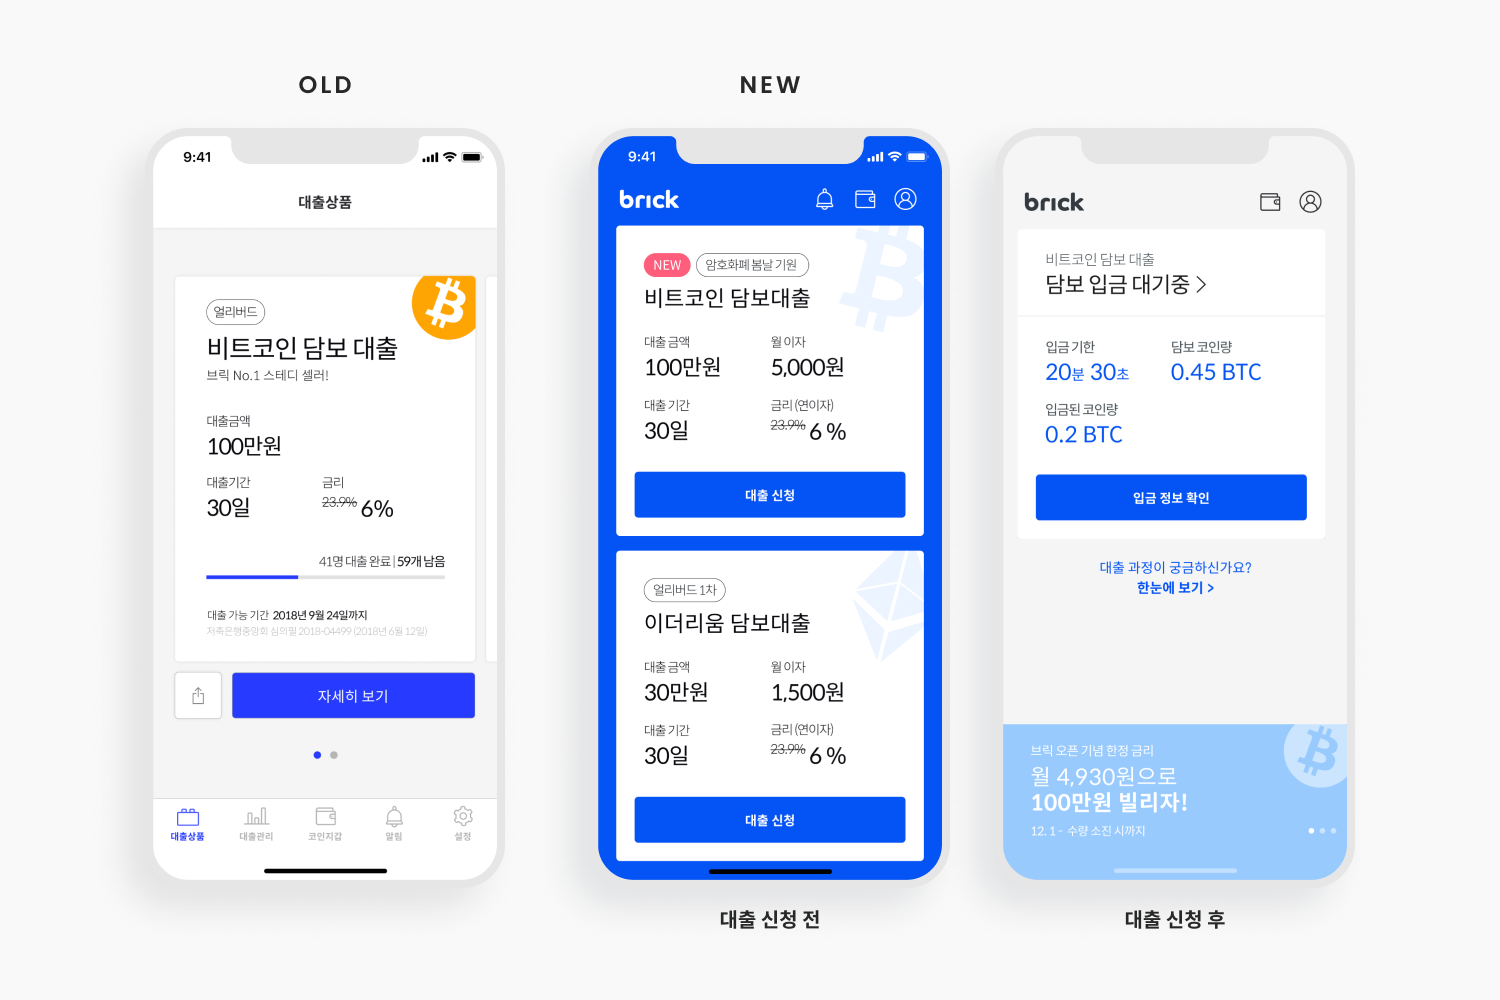 OLD
9:41
대출상품
얼리버드
비트코인 담보 대출
브릭 No.1 스테디 셀러!
대출금액
100만원
대출기간 금리
30일 23.9% 6%
41명 대출 완료 | 59개 남음
대출 가능 기간 2018년 9월 24일까지
저축은행중앙회 심의필 2018-04499 (2018년 6월 12일)
자세히 보기
대출상품 대출관리 코인지갑 알림 설정
NEW
9:41
brick
NEW 암호화폐 봄날 기원
비트코인 담보대출
대출 금액 월 이자
100만원 5,000원
대출 기간 금리 (연이자)
30일 23.9% 6 %
대출 신청
얼리버드 1차
이더리움 담보대출
대출 금액 월 이자
30만원 1,500원
대출 기간 금리 (연이자)
30일 23.9% 6 %
대출 신청
대출 신청 전
brick
비트코인 담보 대출
담보 입금 대기중 >
입금 기한 담보 코인량
20분 30초 0.45 BTC
입금된 코인량
0.2 BTC
입금 정보 확인
대출 과정이 궁금하신가요?
한눈에 보기 >
브릭 오픈 기념 한정 금리
월 4,930원으로
100만원 빌리자!
12. 1 - 수량 소진 시까지
대출 신청 후